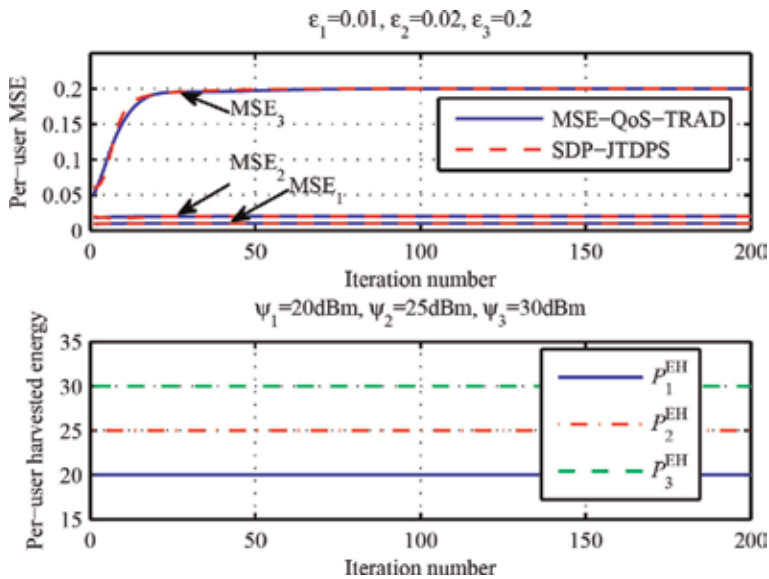 ε₁=0.01, ε₂=0.02, ε₃=0.2
Per−user MSE
0.2
0.15
0.1
0.05
0
MSE₃
MSE₂
MSE₁
MSE−QoS−TRAD
SDP−JTDPS
0 50 100 150 200
Iteration number
ψ₁=20dBm, ψ₂=25dBm, ψ₃=30dBm
Per−user harvested energy
35
30
25
20
15
P₁ᴱᴴ
P₂ᴱᴴ
P₃ᴱᴴ
0 50 100 150 200
Iteration number